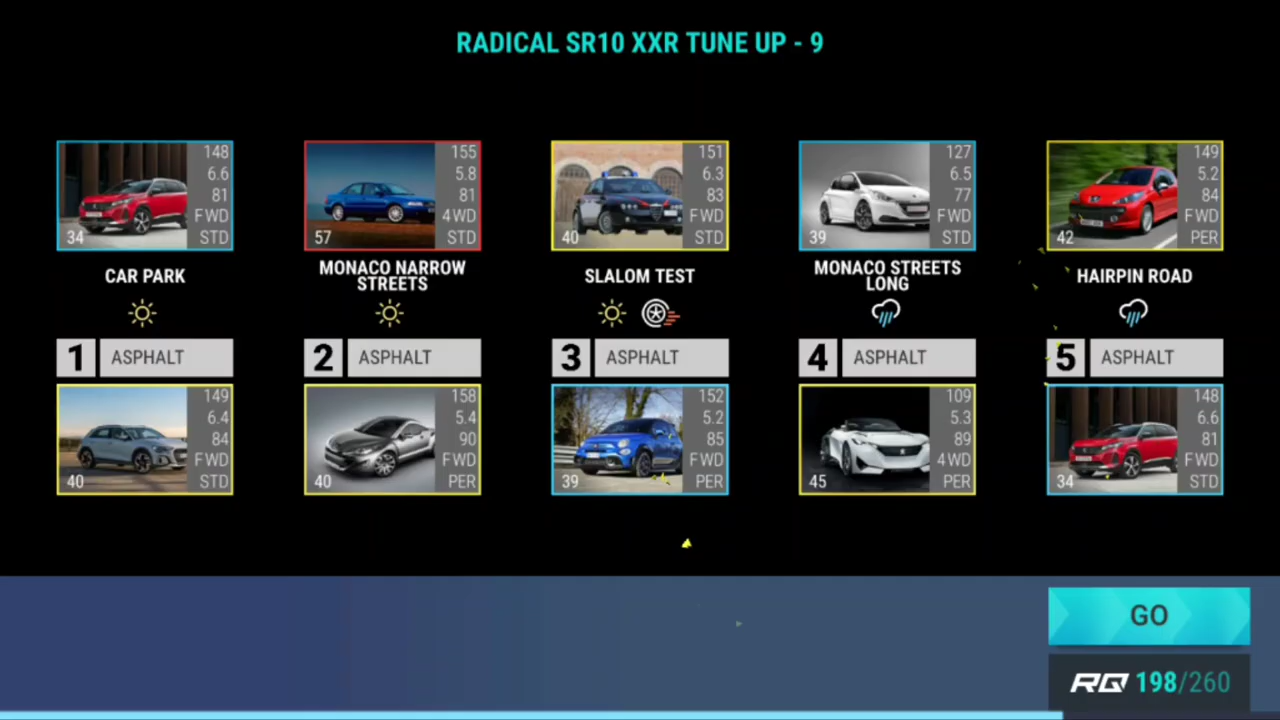 RADICAL SR10 XXR TUNE UP - 9
148
6.6
81
FWD
STD
34
155
5.8
81
4WD
STD
57
151
6.3
83
FWD
STD
40
127
6.5
77
FWD
STD
39
149
5.2
84
FWD
PER
42
CAR PARK
MONACO NARROW
STREETS
SLALOM TEST
MONACO STREETS
LONG
HAIRPIN ROAD
1 ASPHALT
2 ASPHALT
3 ASPHALT
4 ASPHALT
5 ASPHALT
149
6.4
84
FWD
STD
40
158
5.4
90
FWD
PER
40
152
5.2
85
FWD
PER
39
109
5.3
89
4WD
PER
45
148
6.6
81
FWD
STD
34
GO
RQ 198/260